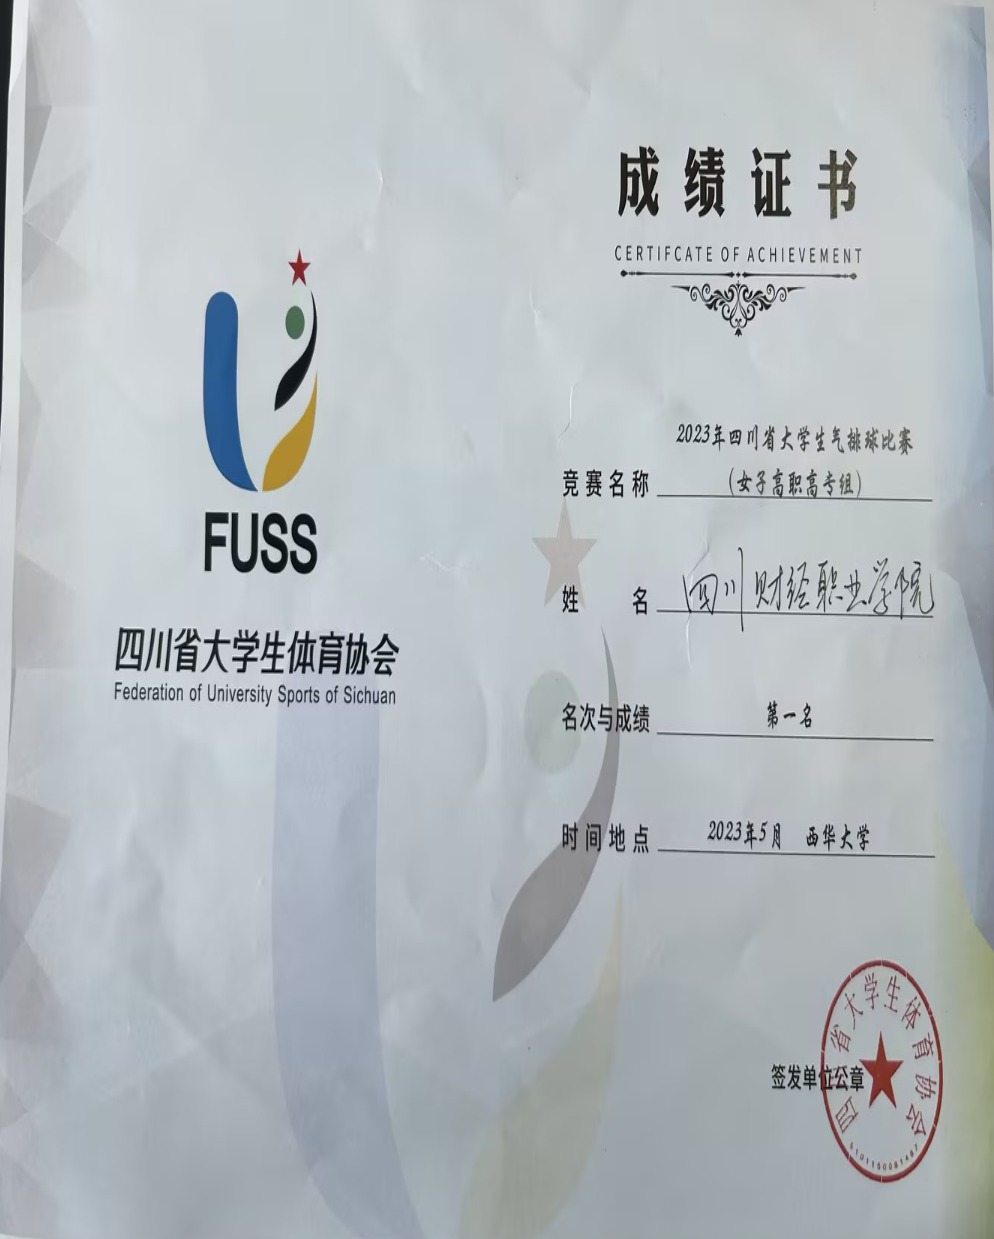 FUSS
四川省大学生体育协会
Federation of University Sports of Sichuan
成绩证书
CERTIFCATE OF ACHIEVEMENT
2023年四川省大学生气排球比赛
竞赛名称 (女子高职高专组)
姓名 四川财经职业学院
名次与成绩 第一名
时间地点 2023年5月 西华大学
签发单位公章
四川省大学生体育协会